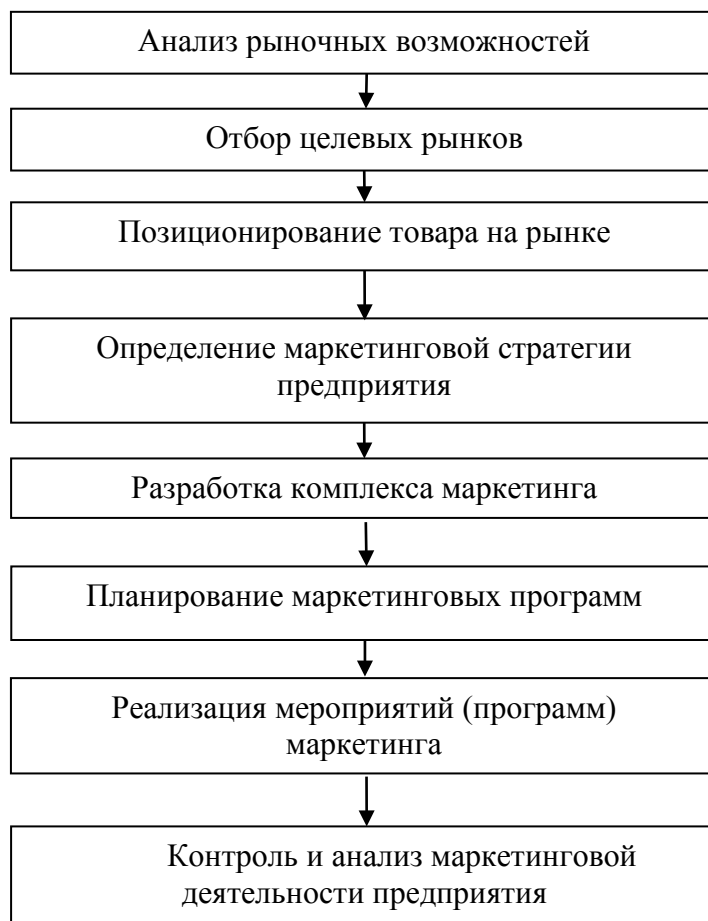 Анализ рыночных возможностей
Отбор целевых рынков
Позиционирование товара на рынке
Определение маркетинговой стратегии
предприятия
Разработка комплекса маркетинга
Планирование маркетинговых программ
Реализация мероприятий (программ)
маркетинга
Контроль и анализ маркетинговой
деятельности предприятия